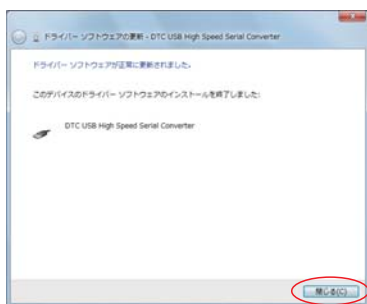 ドライバー ソフトウェアの更新 - DTC USB High Speed Serial Converter
ドライバー ソフトウェアが正常に更新されました。
このデバイスのドライバー ソフトウェアのインストールを終了しました:
DTC USB High Speed Serial Converter
閉じる(C)